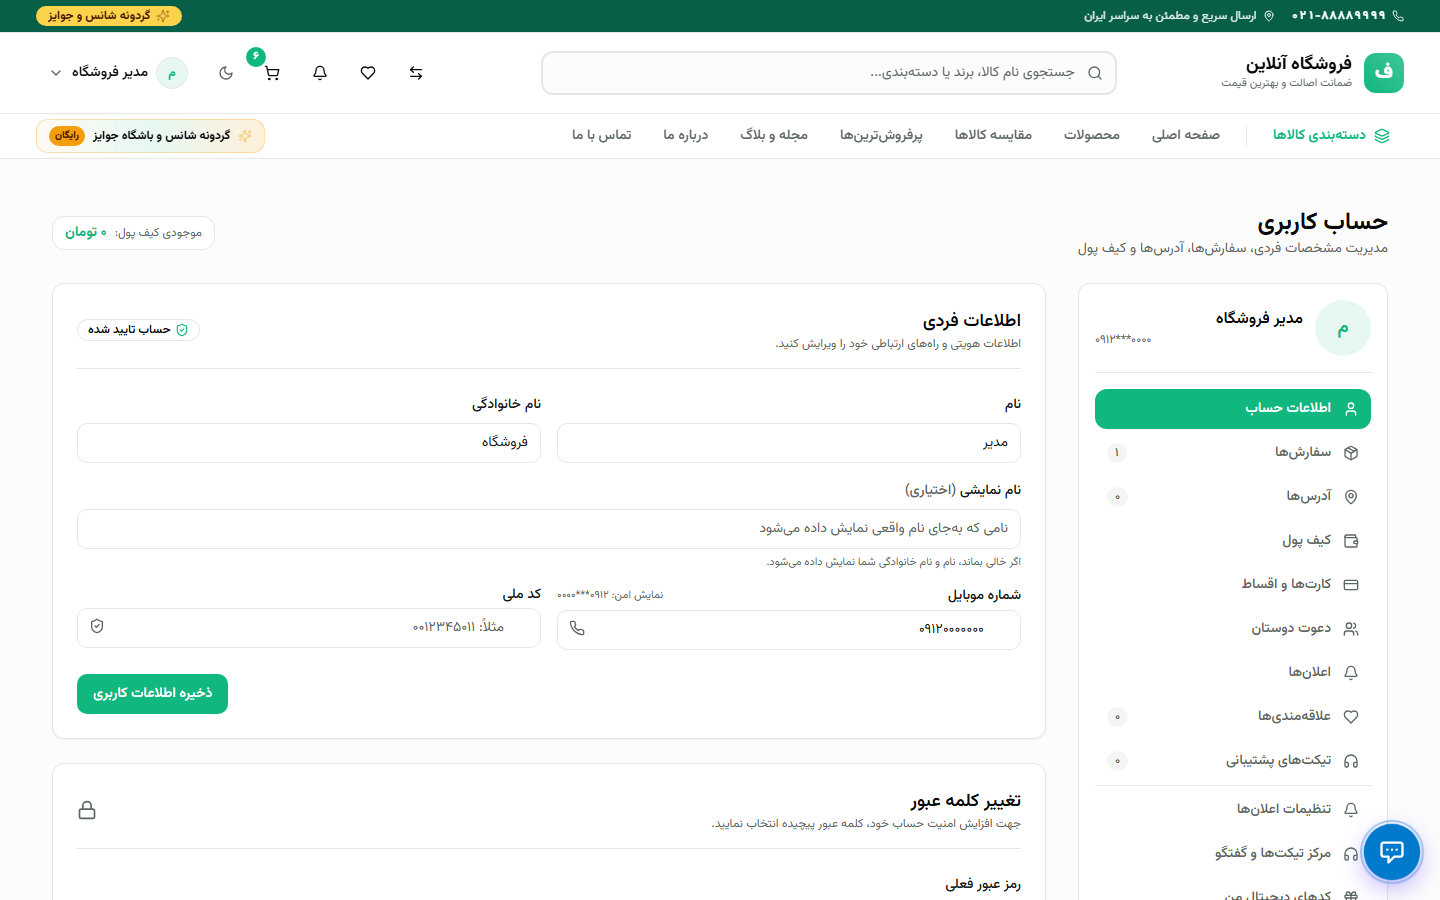 ۰۲۱-۸۸۸۸۹۹۹۹
ارسال سریع و مطمئن به سراسر ایران
گردونه شانس و جوایز
ف
فروشگاه آنلاین
ضمانت اصالت و بهترین قیمت
جستجوی نام کالا، برند یا دسته‌بندی...
۶
م
مدیر فروشگاه
دسته‌بندی کالاها
صفحه اصلی
محصولات
مقایسه کالاها
پرفروش‌ترین‌ها
مجله و بلاگ
درباره ما
تماس با ما
گردونه شانس و باشگاه جوایز
رایگان
حساب کاربری
مدیریت مشخصات فردی، سفارش‌ها، آدرس‌ها و کیف پول
موجودی کیف پول: ۰ تومان
م
مدیر فروشگاه
۰۹۱۲***۰۰۰۰
اطلاعات حساب
سفارش‌ها
۱
آدرس‌ها
۰
کیف پول
کارت‌ها و اقساط
دعوت دوستان
اعلان‌ها
علاقه‌مندی‌ها
۰
تیکت‌های پشتیبانی
۰
تنظیمات اعلان‌ها
مرکز تیکت‌ها و گفتگو
کدهای دیجیتال من
اطلاعات فردی
اطلاعات هویتی و راه‌های ارتباطی خود را ویرایش کنید.
حساب تایید شده
نام
مدیر
نام خانوادگی
فروشگاه
نام نمایشی (اختیاری)
نامی که به‌جای نام واقعی نمایش داده می‌شود
اگر خالی بماند، نام و نام خانوادگی شما نمایش داده می‌شود.
شماره موبایل
نمایش امن: ۰۹۱۲***۰۰۰۰
۰۹۱۲۰۰۰۰۰۰۰
کد ملی
مثلاً: ۰۰۱۲۳۴۵۰۱۱
ذخیره اطلاعات کاربری
تغییر کلمه عبور
جهت افزایش امنیت حساب خود، کلمه عبور پیچیده انتخاب نمایید.
رمز عبور فعلی